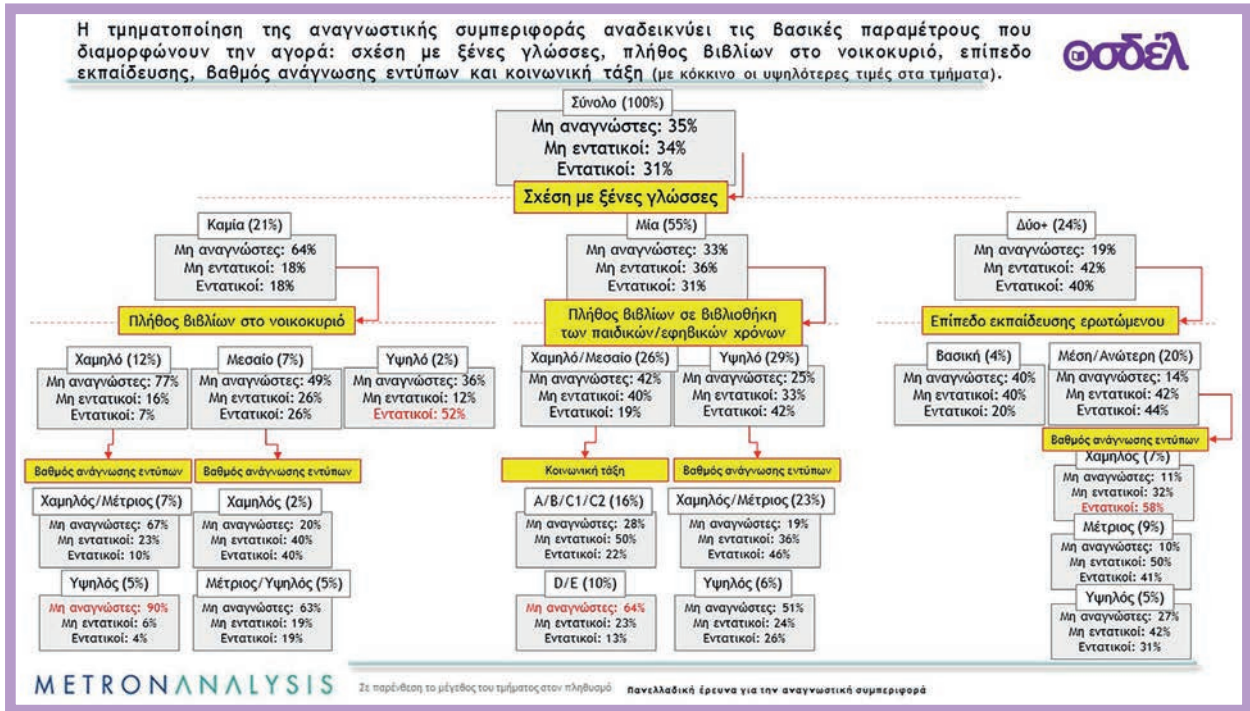 Η τμηματοποίηση της αναγνωστικής συμπεριφοράς αναδεικνύει τις βασικές παραμέτρους που
διαμορφώνουν την αγορά: σχέση με ξένες γλώσσες, πλήθος βιβλίων στο νοικοκυριό, επίπεδο
εκπαίδευσης, βαθμός ανάγνωσης εντύπων και κοινωνική τάξη (με κόκκινο οι υψηλότερες τιμές στα τμήματα).
οσδέλ
Σύνολο (100%)
Μη αναγνώστες: 35%
Μη εντατικοί: 34%
Εντατικοί: 31%
Σχέση με ξένες γλώσσες
Καμία (21%)
Μη αναγνώστες: 64%
Μη εντατικοί: 18%
Εντατικοί: 18%
Μία (55%)
Μη αναγνώστες: 33%
Μη εντατικοί: 36%
Εντατικοί: 31%
Δύο+ (24%)
Μη αναγνώστες: 19%
Μη εντατικοί: 42%
Εντατικοί: 40%
Πλήθος βιβλίων στο νοικοκυριό
Πλήθος βιβλίων σε βιβλιοθήκη
των παιδικών/εφηβικών χρόνων
Επίπεδο εκπαίδευσης ερωτώμενου
Χαμηλό (12%)
Μη αναγνώστες: 77%
Μη εντατικοί: 16%
Εντατικοί: 7%
Μεσαίο (7%)
Μη αναγνώστες: 49%
Μη εντατικοί: 26%
Εντατικοί: 26%
Υψηλό (2%)
Μη αναγνώστες: 36%
Μη εντατικοί: 12%
Εντατικοί: 52%
Χαμηλό/Μεσαίο (26%)
Μη αναγνώστες: 42%
Μη εντατικοί: 40%
Εντατικοί: 19%
Υψηλό (29%)
Μη αναγνώστες: 25%
Μη εντατικοί: 33%
Εντατικοί: 42%
Βασική (4%)
Μη αναγνώστες: 40%
Μη εντατικοί: 40%
Εντατικοί: 20%
Μέση/Ανώτερη (20%)
Μη αναγνώστες: 14%
Μη εντατικοί: 42%
Εντατικοί: 44%
Βαθμός ανάγνωσης εντύπων
Χαμηλός/Μέτριος (7%)
Μη αναγνώστες: 67%
Μη εντατικοί: 23%
Εντατικοί: 10%
Υψηλός (5%)
Μη αναγνώστες: 90%
Μη εντατικοί: 6%
Εντατικοί: 4%
Βαθμός ανάγνωσης εντύπων
Χαμηλός (2%)
Μη αναγνώστες: 20%
Μη εντατικοί: 40%
Εντατικοί: 40%
Μέτριος/Υψηλός (5%)
Μη αναγνώστες: 63%
Μη εντατικοί: 19%
Εντατικοί: 19%
Κοινωνική τάξη
A/B/C1/C2 (16%)
Μη αναγνώστες: 28%
Μη εντατικοί: 50%
Εντατικοί: 22%
D/E (10%)
Μη αναγνώστες: 64%
Μη εντατικοί: 23%
Εντατικοί: 13%
Βαθμός ανάγνωσης εντύπων
Χαμηλός/Μέτριος (23%)
Μη αναγνώστες: 19%
Μη εντατικοί: 36%
Εντατικοί: 46%
Υψηλός (6%)
Μη αναγνώστες: 51%
Μη εντατικοί: 24%
Εντατικοί: 26%
Βαθμός ανάγνωσης εντύπων
Χαμηλός (7%)
Μη αναγνώστες: 11%
Μη εντατικοί: 32%
Εντατικοί: 58%
Μέτριος (9%)
Μη αναγνώστες: 10%
Μη εντατικοί: 50%
Εντατικοί: 41%
Υψηλός (5%)
Μη αναγνώστες: 27%
Μη εντατικοί: 42%
Εντατικοί: 31%
METRONANALYSIS
Σε παρένθεση το μέγεθος του τμήματος στον πληθυσμό
Πανελλαδική έρευνα για την αναγνωστική συμπεριφορά